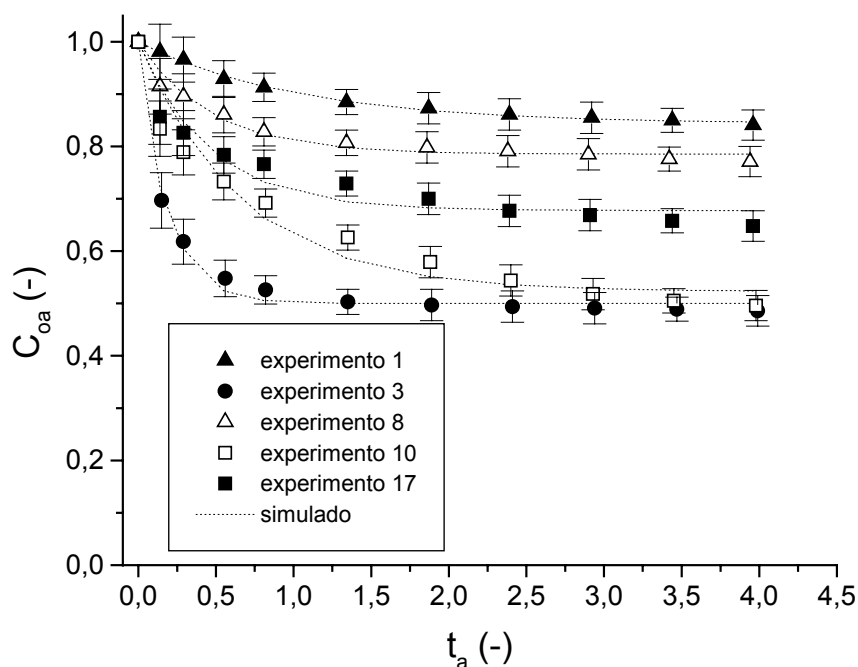 1,0
0,8
0,6
0,4
0,2
0,0
C_oa (-)
experimento 1
experimento 3
experimento 8
experimento 10
experimento 17
simulado
0,0 0,5 1,0 1,5 2,0 2,5 3,0 3,5 4,0 4,5
t_a (-)